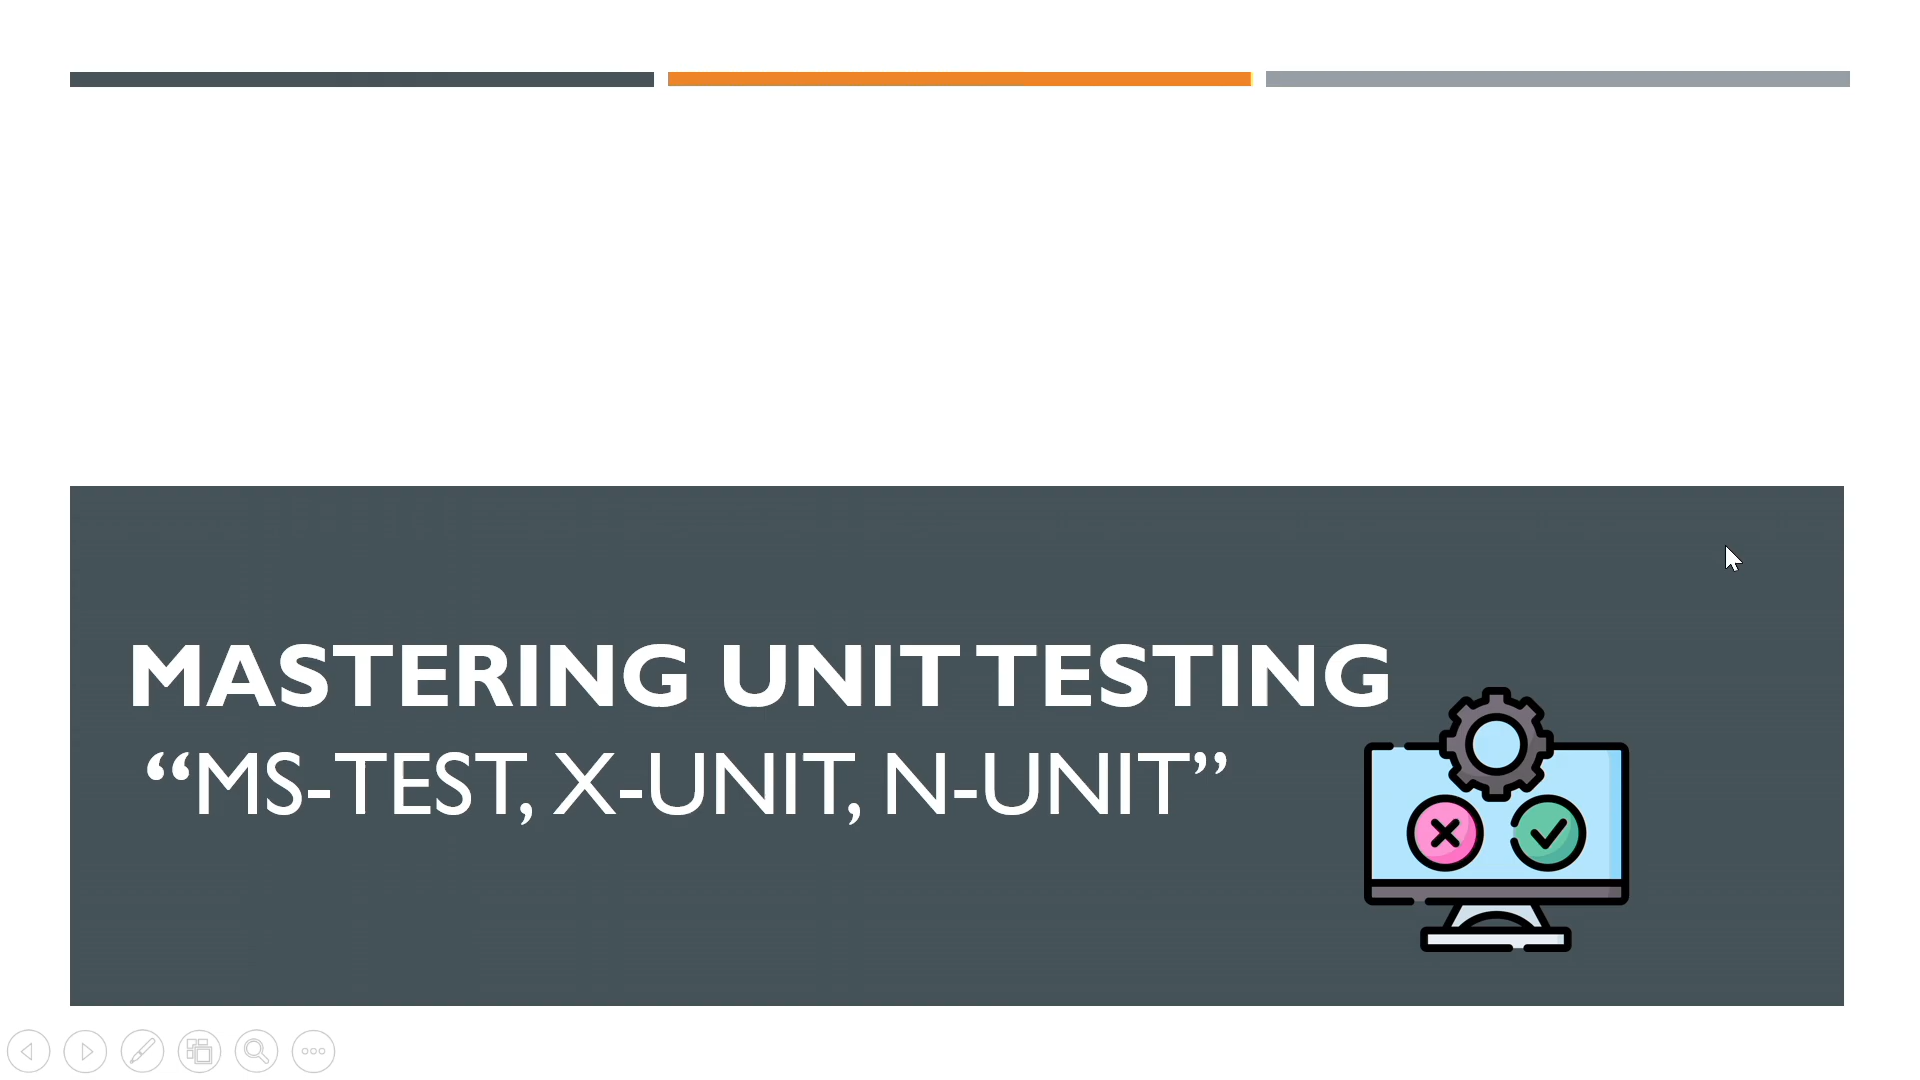 MASTERING UNIT TESTING
“MS-TEST, X-UNIT, N-UNIT”